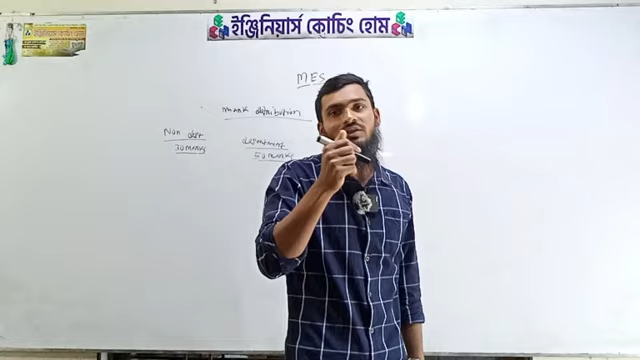 ইঞ্জিনিয়ার্স কোচিং হোম
MES
mark distribution
Non dept
30 marks
department
50 marks